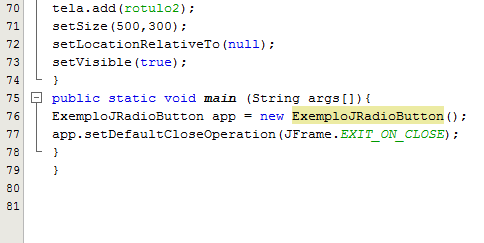 70 tela.add(rotulo2);
71 setSize(500,300);
72 setLocationRelativeTo(null);
73 setVisible(true);
74 }
75 public static void main (String args[]){
76 ExemploJRadioButton app = new ExemploJRadioButton();
77 app.setDefaultCloseOperation(JFrame.EXIT_ON_CLOSE);
78 }
79 }
80
81